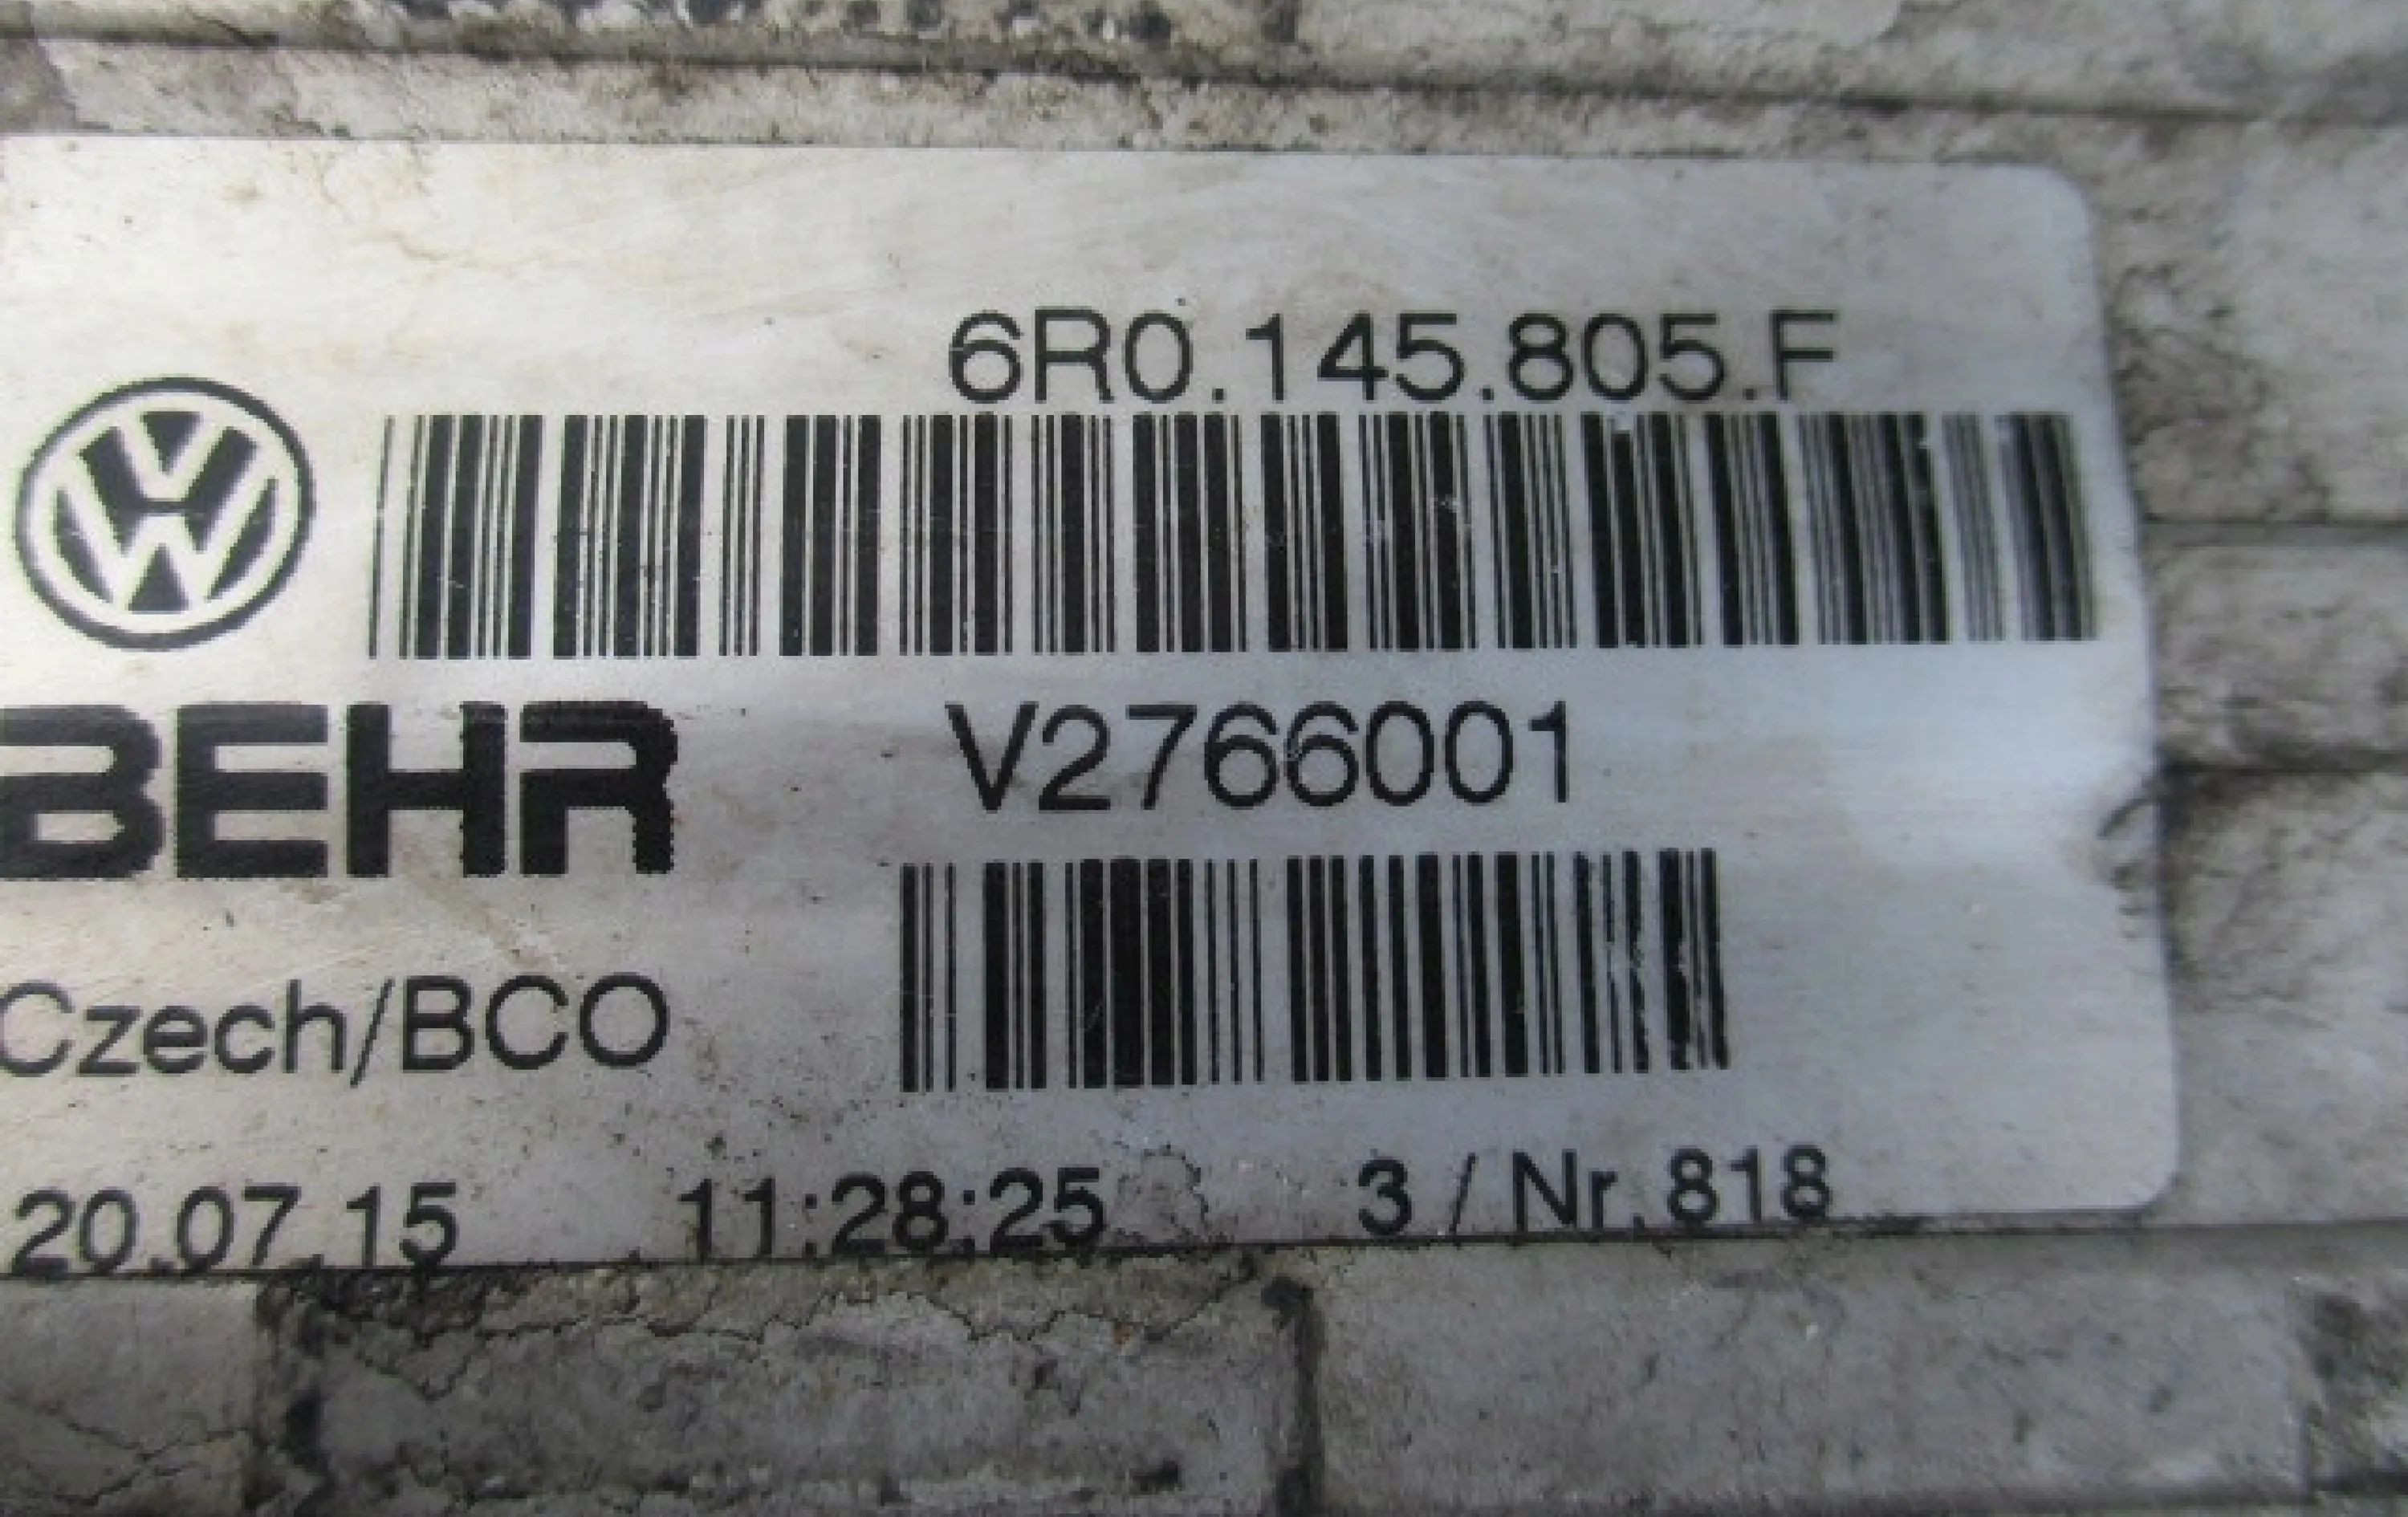 6R0.145.805.F
BEHR
V2766001
Czech/BCO
20.07.15 11:28:25 3 / Nr. 818